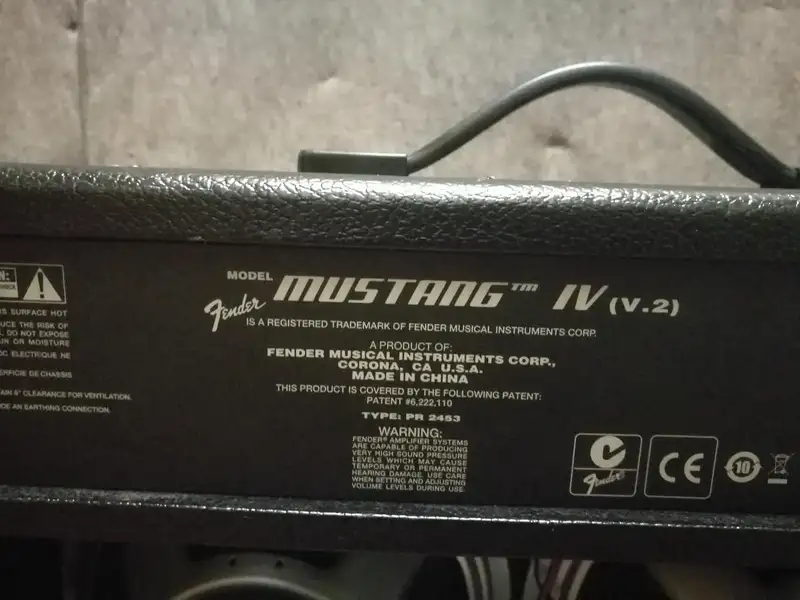 N:
SHOCK
IS SURFACE HOT
UCE THE RISK OF
DO NOT EXPOSE
OR MOISTURE
ELECTRIQUE NE
IERFICIE DE CHASSIS
AIN 6" CLEARANCE FOR VENTILATION.
IDE AN EARTHING CONNECTION.
MODEL MUSTANG™ IV (V.2)
Fender
IS A REGISTERED TRADEMARK OF FENDER MUSICAL INSTRUMENTS CORP.
A PRODUCT OF:
FENDER MUSICAL INSTRUMENTS CORP.,
CORONA, CA U.S.A.
MADE IN CHINA
THIS PRODUCT IS COVERED BY THE FOLLOWING PATENT:
PATENT #6,222,110
TYPE: PR 2453
WARNING:
FENDER® AMPLIFIER SYSTEMS
ARE CAPABLE OF PRODUCING
VERY HIGH SOUND PRESSURE
LEVELS WHICH MAY CAUSE
TEMPORARY OR PERMANENT
HEARING DAMAGE. USE CARE
WHEN SETTING AND ADJUSTING
VOLUME LEVELS DURING USE.
Fender
CE
10